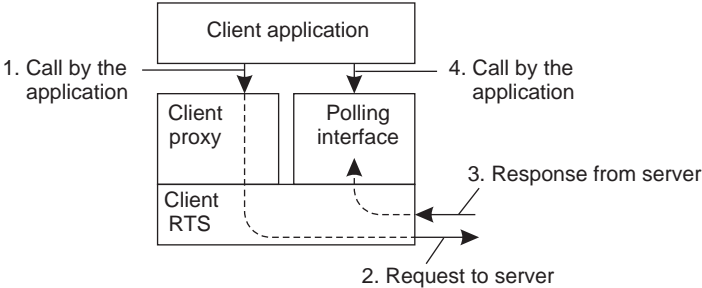 Client application
1. Call by the
application
4. Call by the
application
Client
proxy
Polling
interface
3. Response from server
Client
RTS
2. Request to server